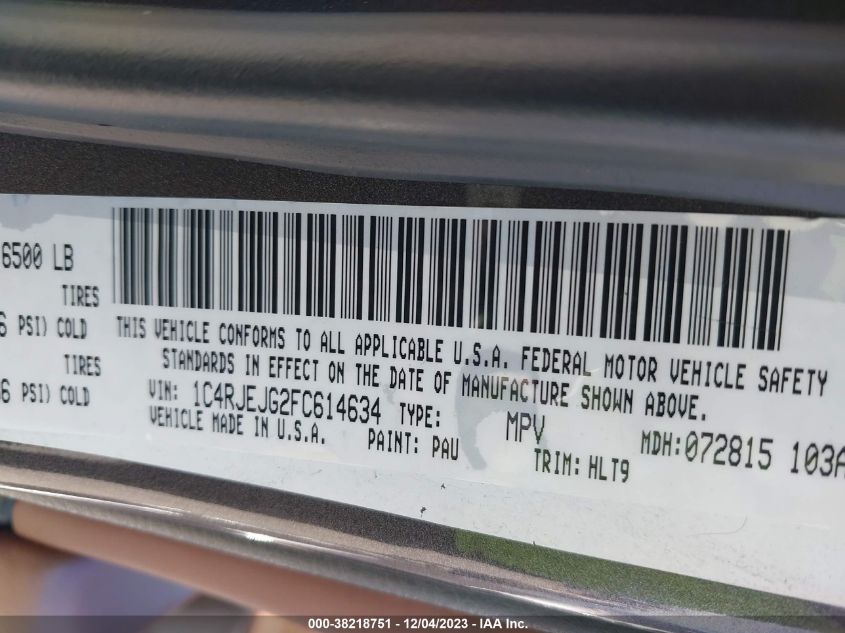 6500 LB
TIRES
PSI) COLD
TIRES
PSI) COLD
THIS VEHICLE CONFORMS TO ALL APPLICABLE U.S.A. FEDERAL MOTOR VEHICLE SAFETY
STANDARDS IN EFFECT ON THE DATE OF MANUFACTURE SHOWN ABOVE.
VIN: 1C4RJEJG2FC614634 TYPE: MPV MDH:072815 103A
VEHICLE MADE IN U.S.A. PAINT: PAU TRIM: HLT9
000-38218751 - 12/04/2023 - IAA Inc.